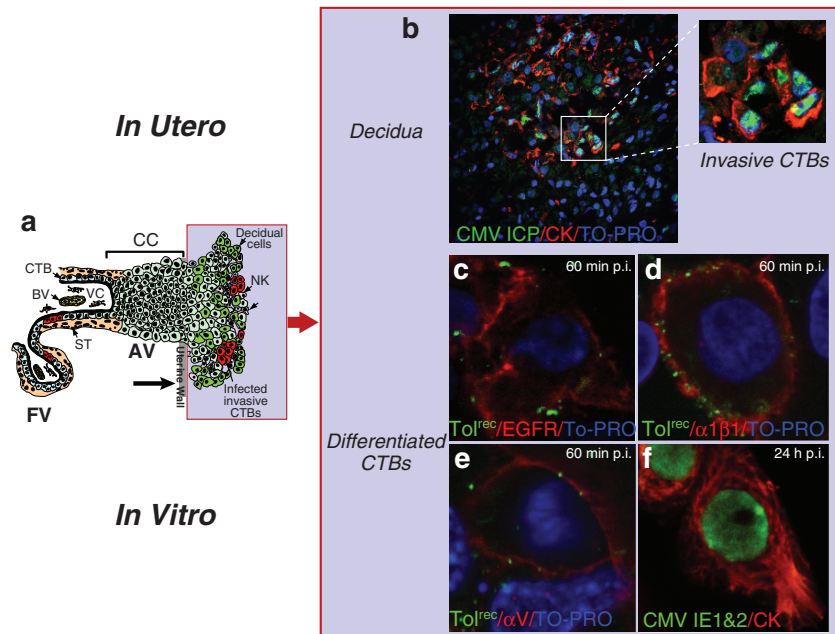 In Utero
In Vitro
a
CC
CTB
BV
VC
ST
AV
FV
Uterine Wall
Decidual
cells
NK
Infected
invasive
CTBs
b
Decidua
CMV ICP/CK/TO-PRO
Invasive CTBs
Differentiated
CTBs
c
60 min p.i.
Tolrec/EGFR/To-PRO
d
60 min p.i.
Tolrec/α1β1/TO-PRO
e
60 min p.i.
Tolrec/αV/TO-PRO
f
24 h p.i.
CMV IE1&2/CK